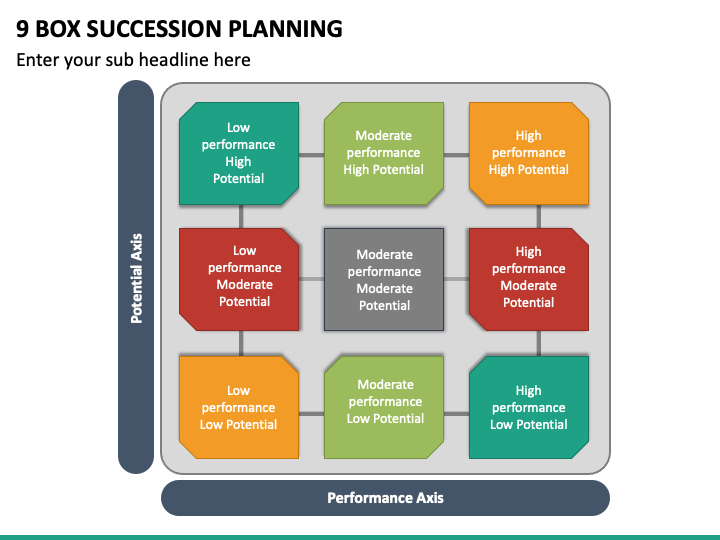 9 BOX SUCCESSION PLANNING
Enter your sub headline here
Potential Axis
Low
performance
High
Potential
Moderate
performance
High Potential
High
performance
High Potential
Low
performance
Moderate
Potential
Moderate
performance
Moderate
Potential
High
performance
Moderate
Potential
Low
performance
Low Potential
Moderate
performance
Low Potential
High
performance
Low Potential
Performance Axis